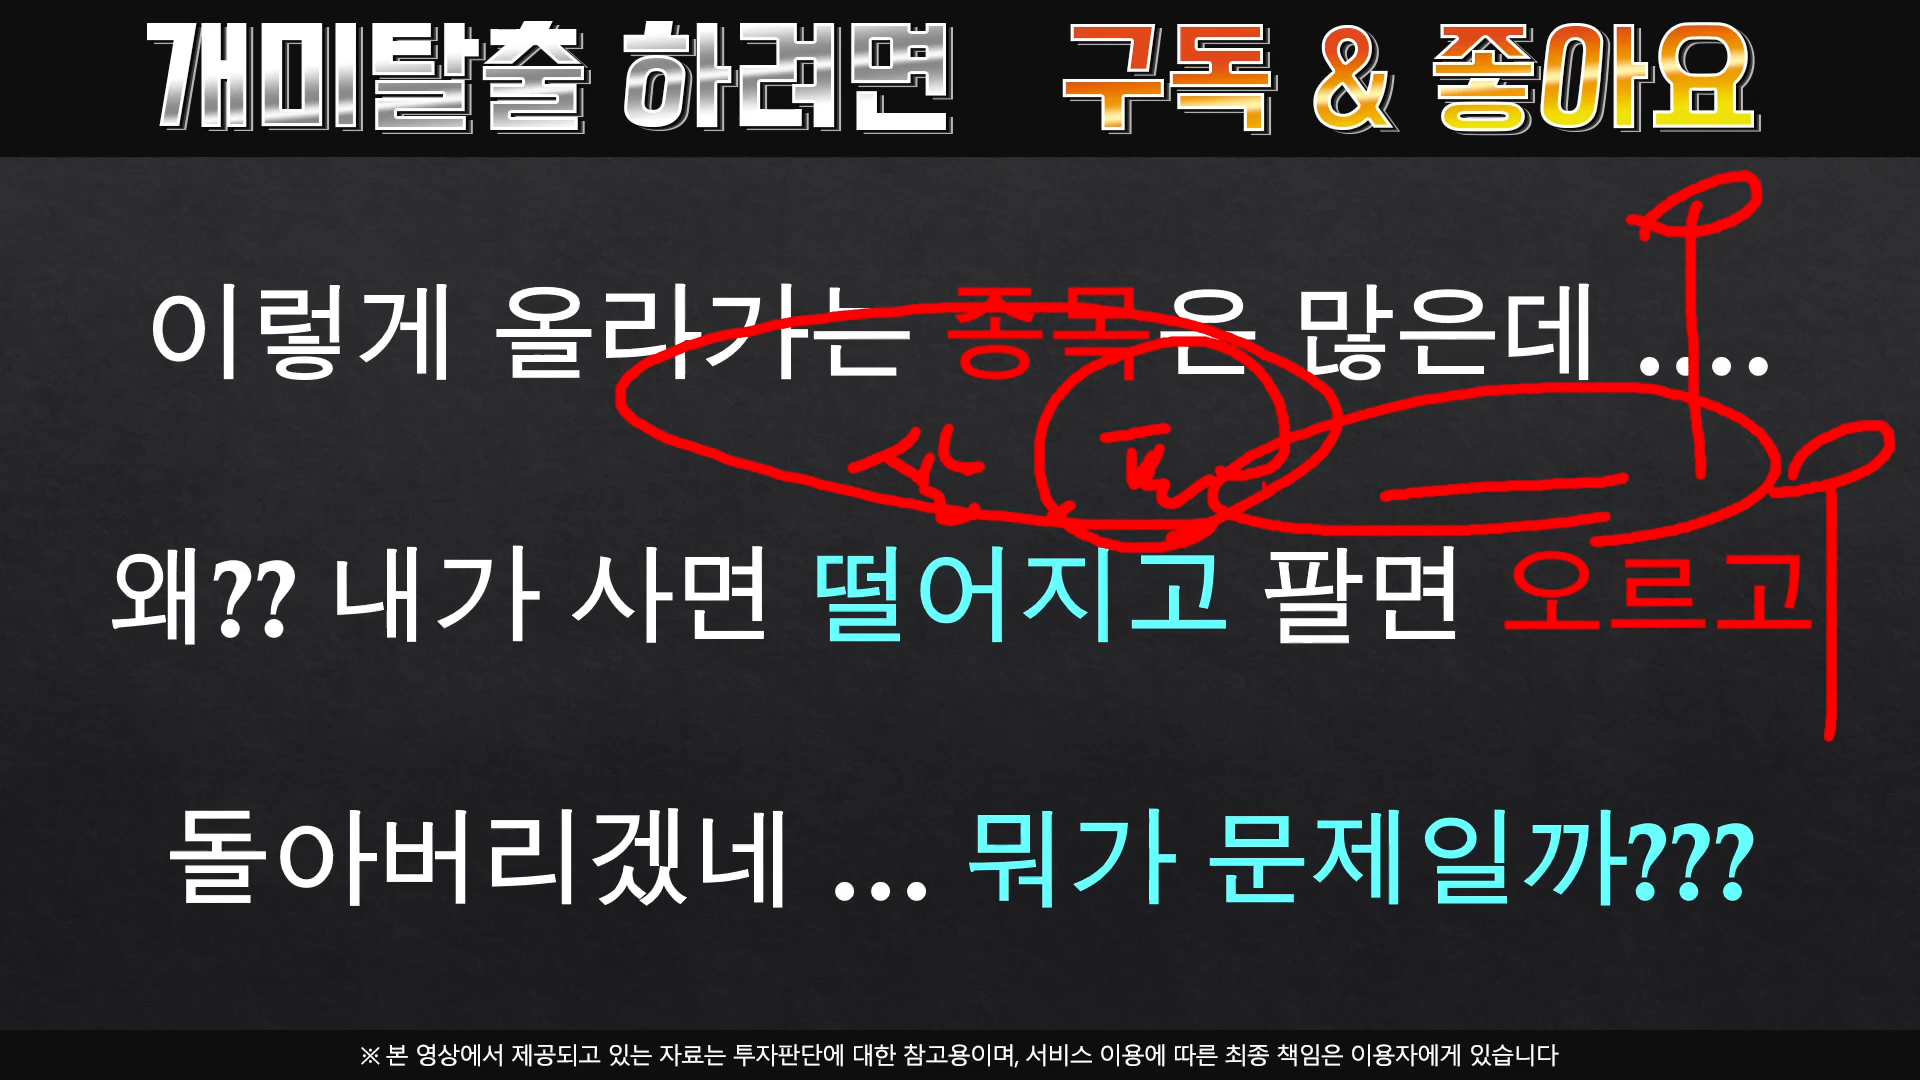 개미탈출 하려면 구독 & 좋아요
이렇게 올라가는 종목은 많은데 ....
왜?? 내가 사면 떨어지고 팔면 오르고
돌아버리겠네 ... 뭐가 문제일까???
※ 본 영상에서 제공되고 있는 자료는 투자판단에 대한 참고용이며, 서비스 이용에 따른 최종 책임은 이용자에게 있습니다